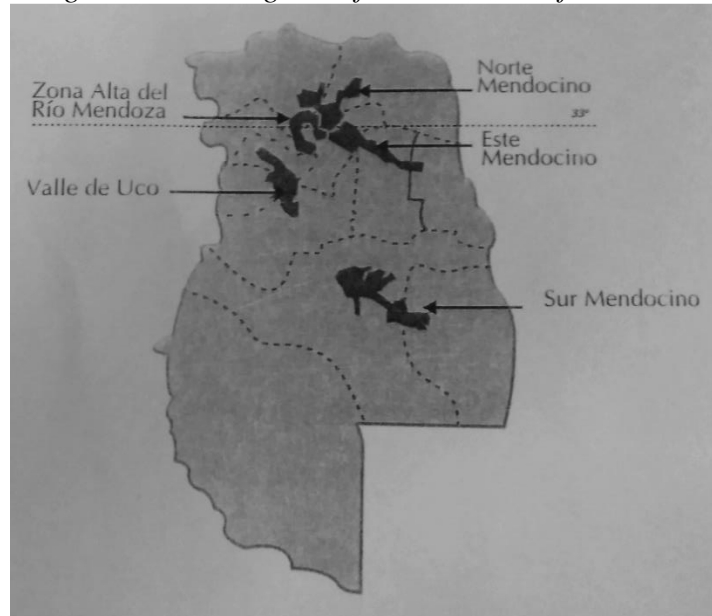 Norte
Mendocino
Zona Alta del
Río Mendoza
33°
Este
Mendocino
Valle de Uco
Sur Mendocino